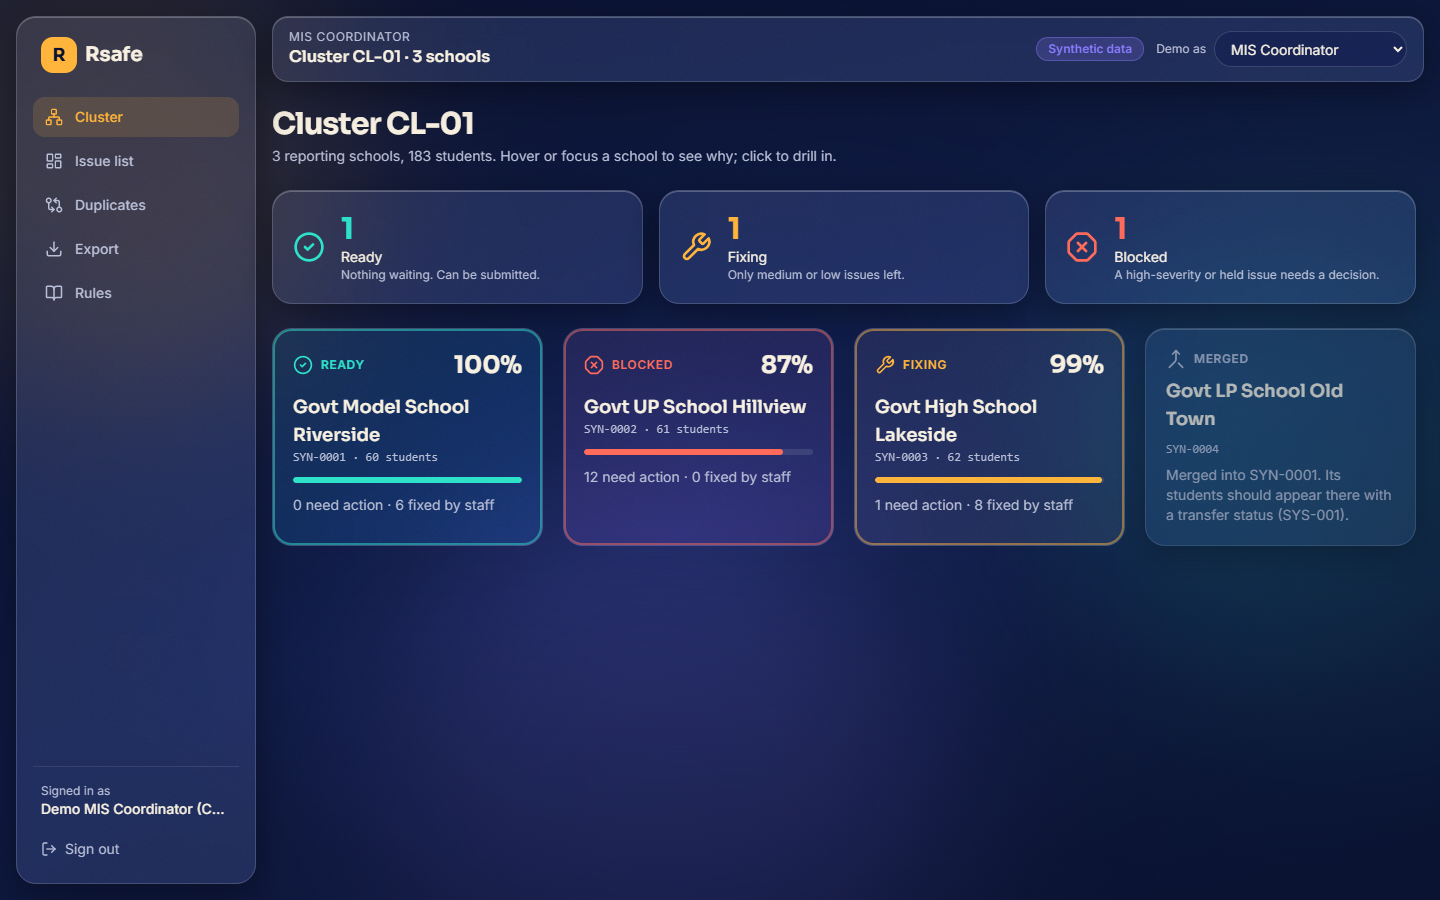 R Rsafe
Cluster
Issue list
Duplicates
Export
Rules
Signed in as
Demo MIS Coordinator (C...
Sign out
MIS COORDINATOR
Cluster CL-01 · 3 schools
Synthetic data
Demo as
MIS Coordinator
Cluster CL-01
3 reporting schools, 183 students. Hover or focus a school to see why; click to drill in.
1
Ready
Nothing waiting. Can be submitted.
1
Fixing
Only medium or low issues left.
1
Blocked
A high-severity or held issue needs a decision.
READY 100%
Govt Model School
Riverside
SYN-0001 · 60 students
0 need action · 6 fixed by staff
BLOCKED 87%
Govt UP School Hillview
SYN-0002 · 61 students
12 need action · 0 fixed by staff
FIXING 99%
Govt High School
Lakeside
SYN-0003 · 62 students
1 need action · 8 fixed by staff
MERGED
Govt LP School Old
Town
SYN-0004
Merged into SYN-0001. Its
students should appear there with
a transfer status (SYS-001).